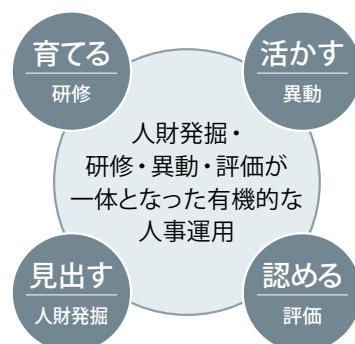 育てる
研修
活かす
異動
人財発掘・
研修・異動・評価が
一体となった有機的な
人事運用
見出す
人財発掘
認める
評価